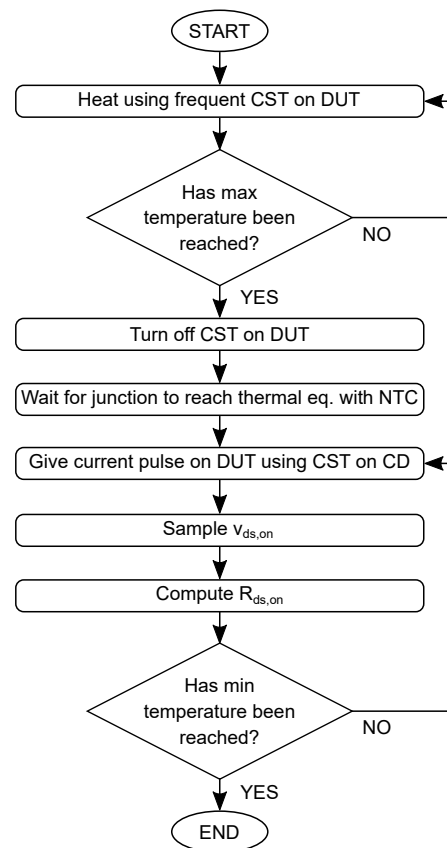 START
Heat using frequent CST on DUT
Has max
temperature been
reached?
NO
YES
Turn off CST on DUT
Wait for junction to reach thermal eq. with NTC
Give current pulse on DUT using CST on CD
Sample v_ds,on
Compute R_ds,on
Has min
temperature been
reached?
NO
YES
END